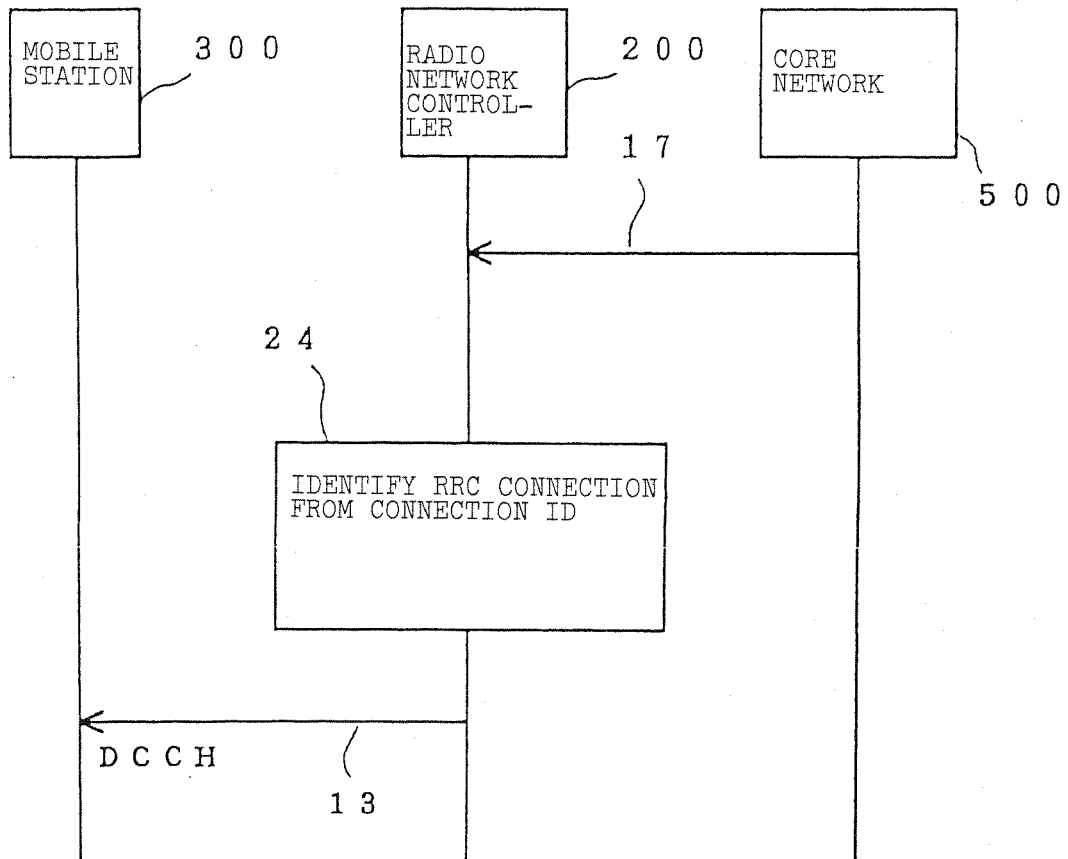 MOBILE
STATION
300
RADIO
NETWORK
CONTROL-
LER
200
CORE
NETWORK
500
17
24
IDENTIFY RRC CONNECTION
FROM CONNECTION ID
DCCH
13